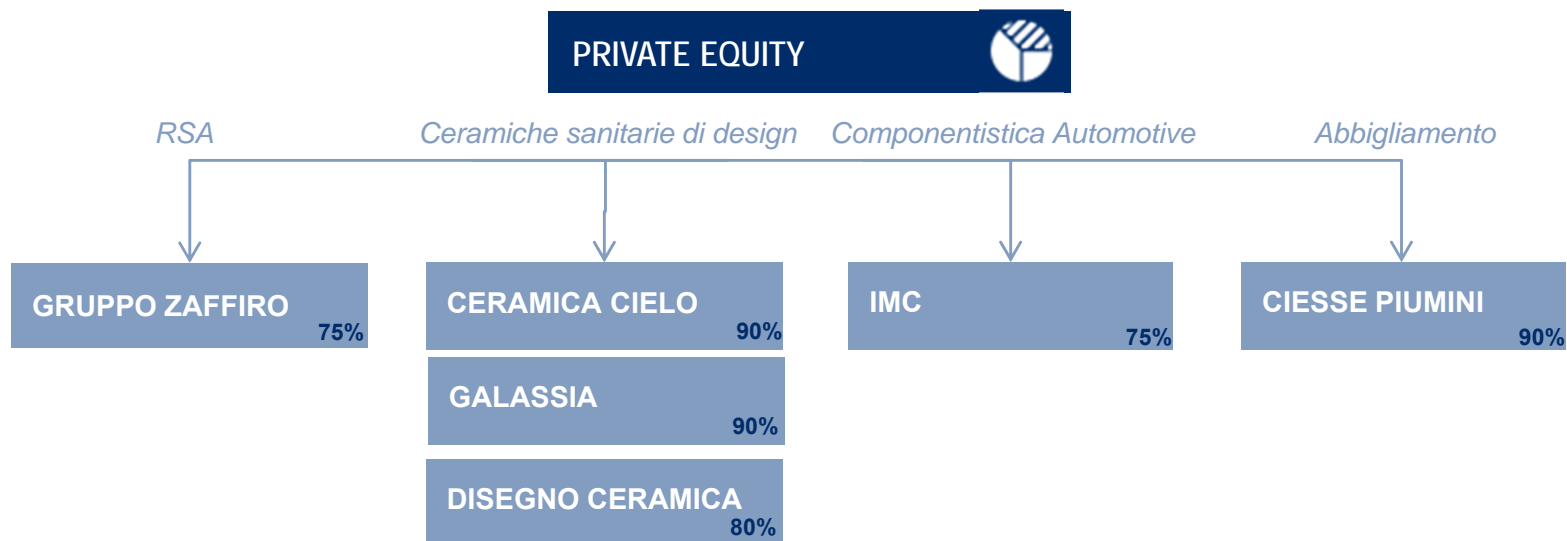 PRIVATE EQUITY
RSA
Ceramiche sanitarie di design
Componentistica Automotive
Abbigliamento
GRUPPO ZAFFIRO
75%
CERAMICA CIELO
90%
IMC
75%
CIESSE PIUMINI
90%
GALASSIA
90%
DISEGNO CERAMICA
80%